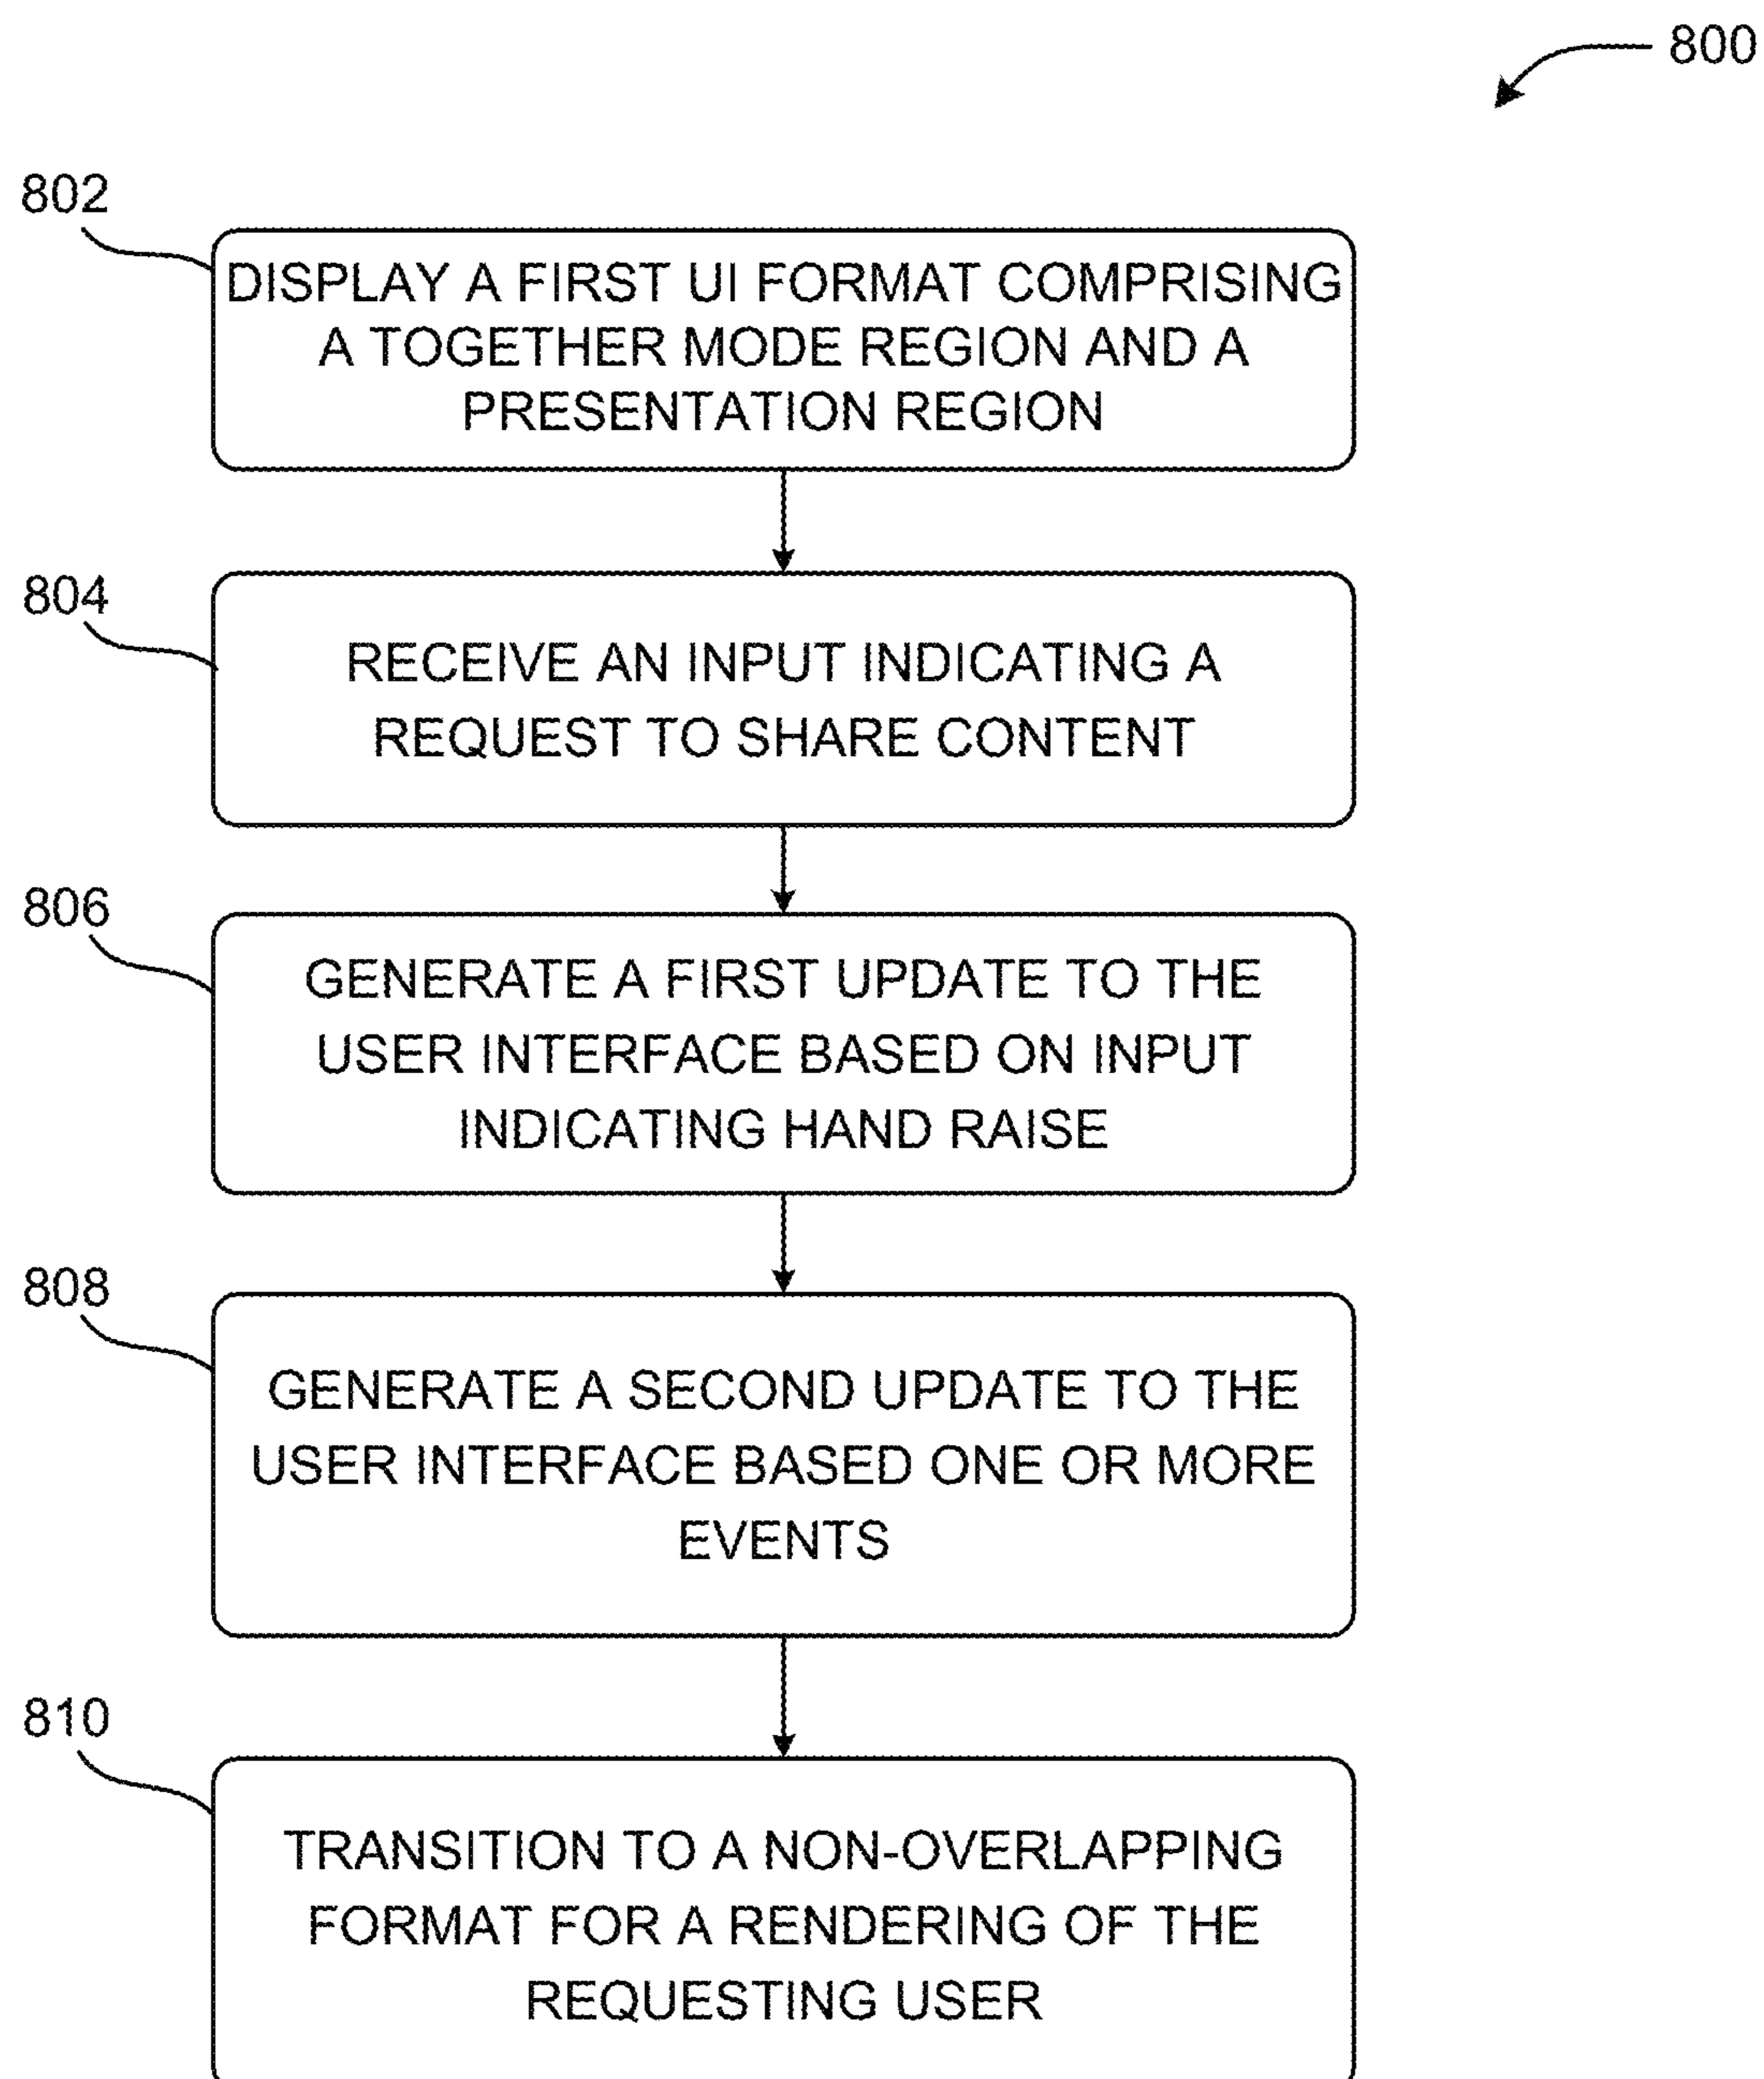 800
802
DISPLAY A FIRST UI FORMAT COMPRISING
A TOGETHER MODE REGION AND A
PRESENTATION REGION
804
RECEIVE AN INPUT INDICATING A
REQUEST TO SHARE CONTENT
806
GENERATE A FIRST UPDATE TO THE
USER INTERFACE BASED ON INPUT
INDICATING HAND RAISE
808
GENERATE A SECOND UPDATE TO THE
USER INTERFACE BASED ONE OR MORE
EVENTS
810
TRANSITION TO A NON-OVERLAPPING
FORMAT FOR A RENDERING OF THE
REQUESTING USER